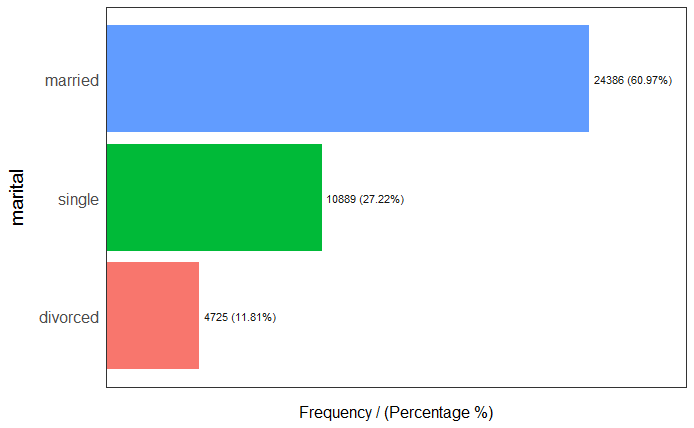 married
24386 (60.97%)
single
10889 (27.22%)
divorced
4725 (11.81%)
marital
Frequency / (Percentage %)